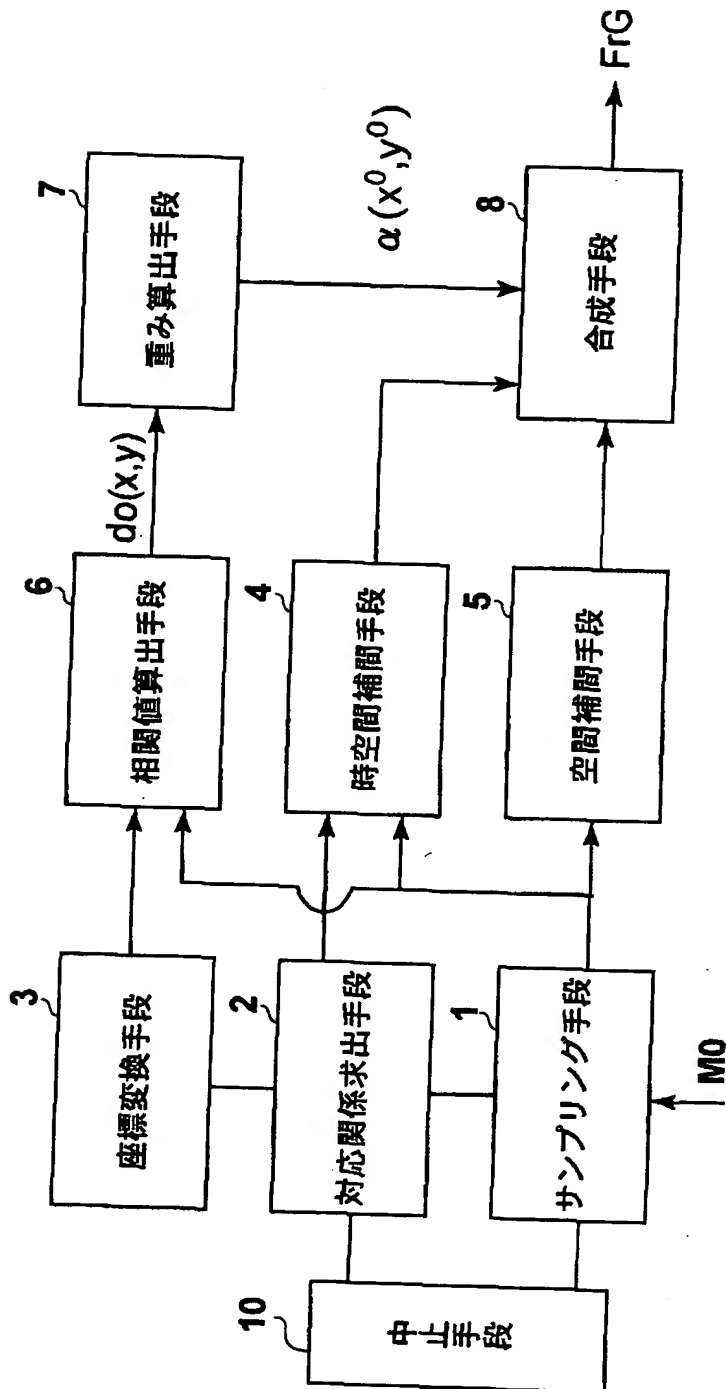 3
座標変換手段
6
相関値算出手段
do(x,y)
7
重み算出手段
2
対応関係求出手段
4
時空間補間手段
α(x⁰,y⁰)
10
中止手段
1
サンプリング手段
M0
5
空間補間手段
8
合成手段
FrG